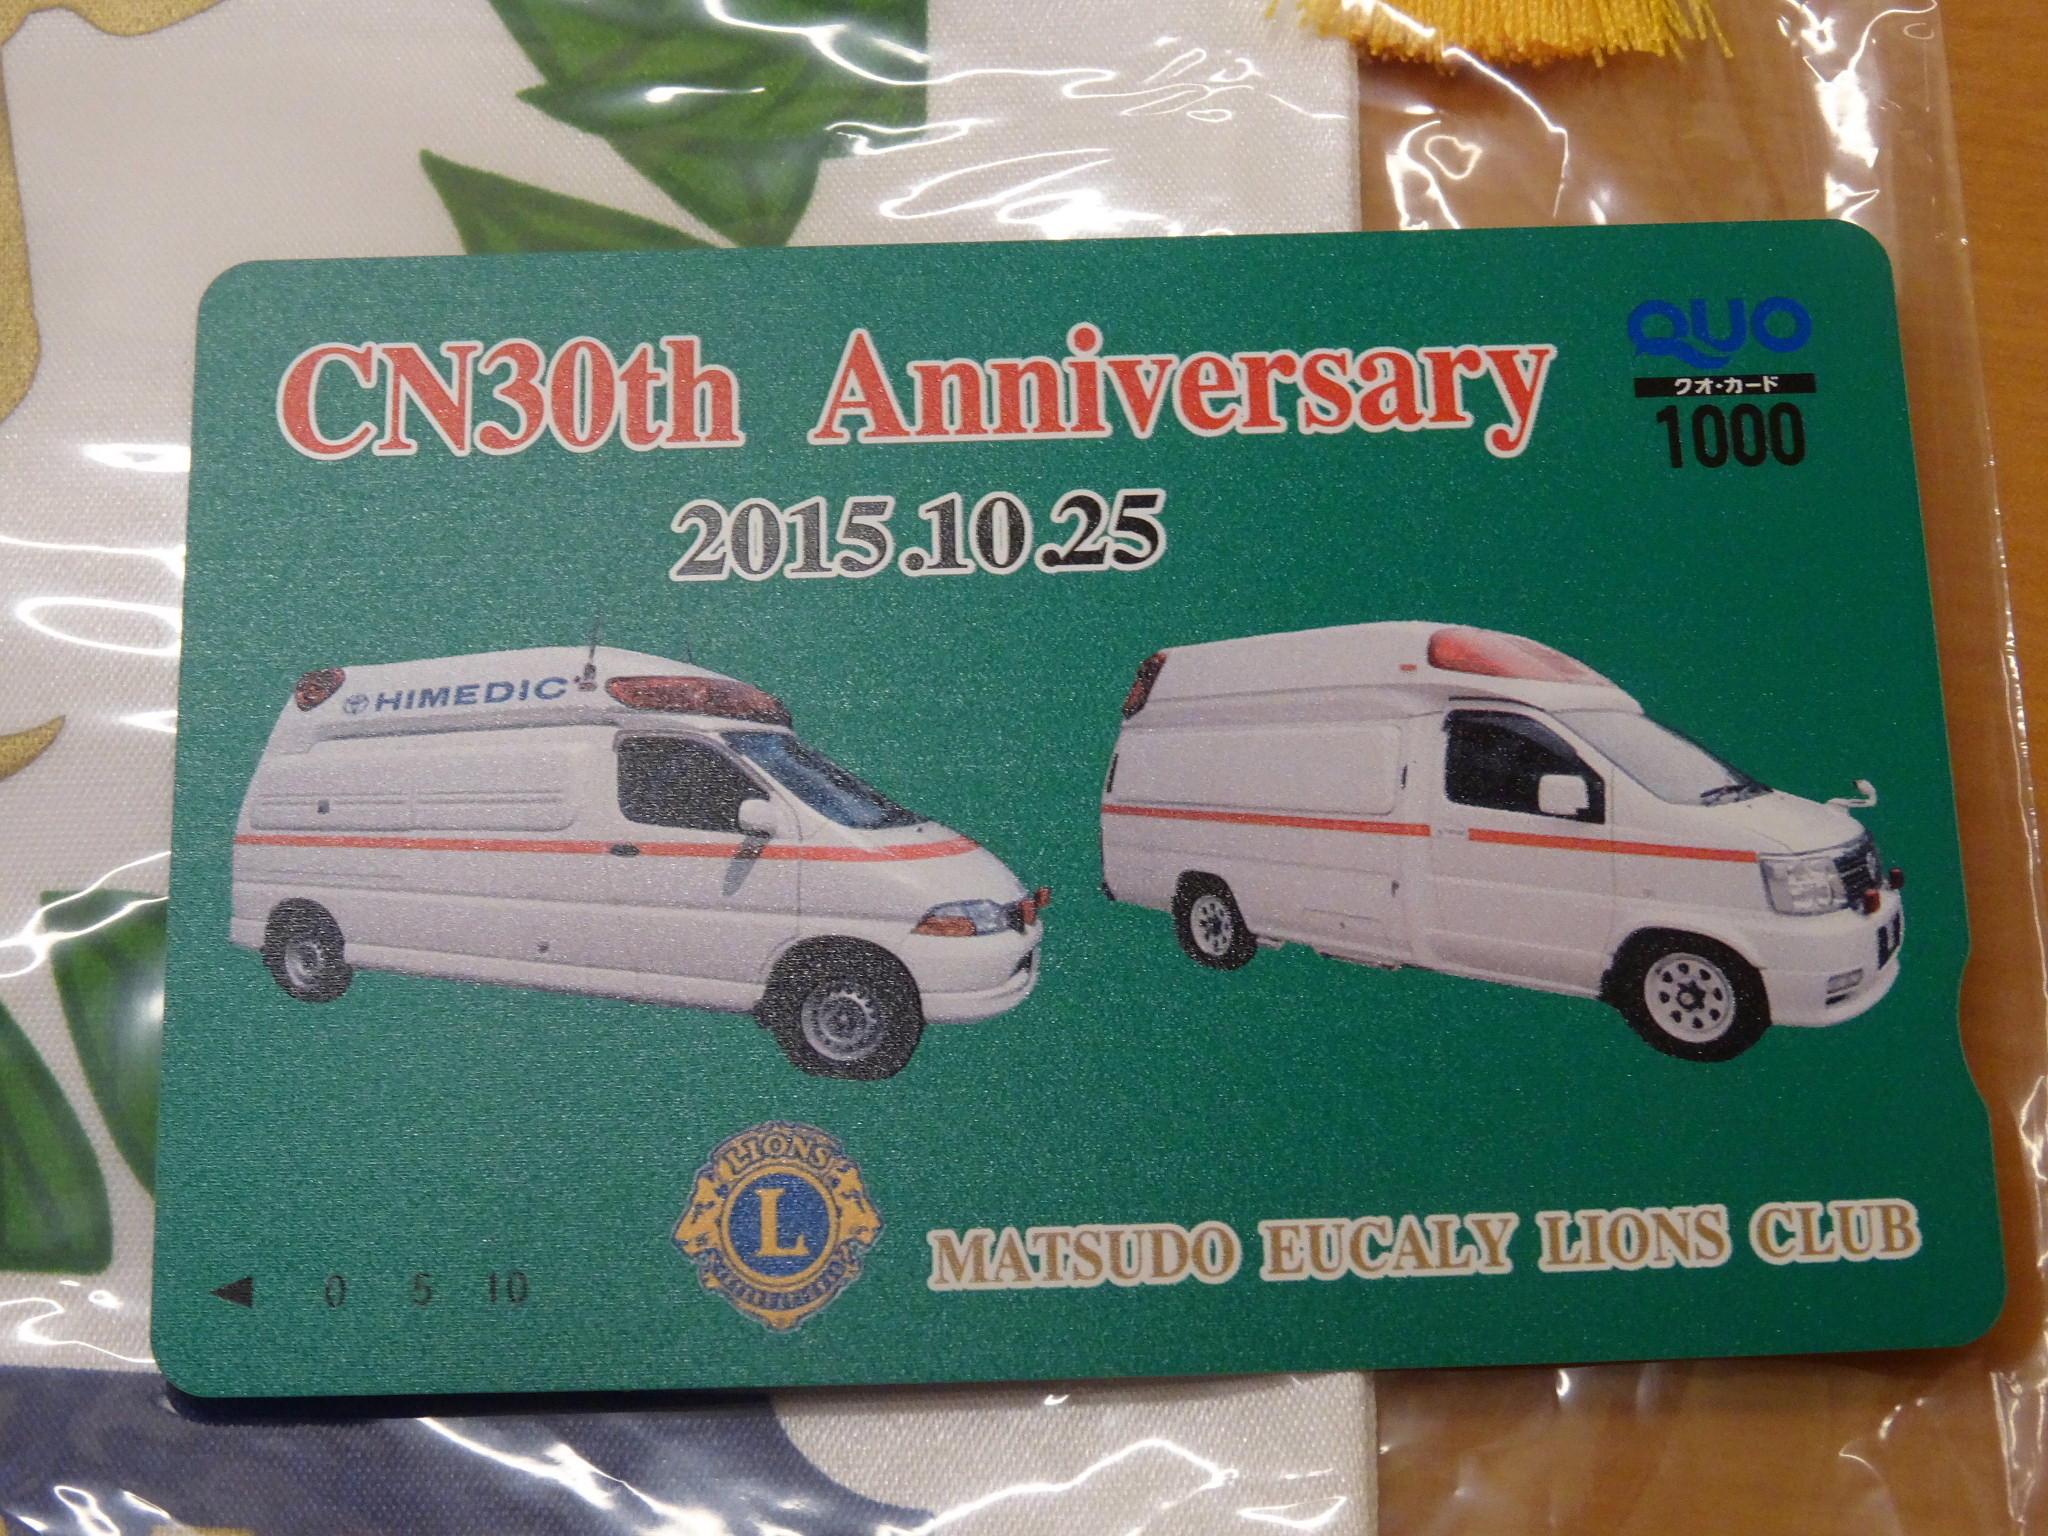 CN30th Anniversary
QUO
クオ・カード
1000
2015.10.25
HIMEDIC
LIONS
L
MATSUDO EUCALY LIONS CLUB
◀ 0 5 10